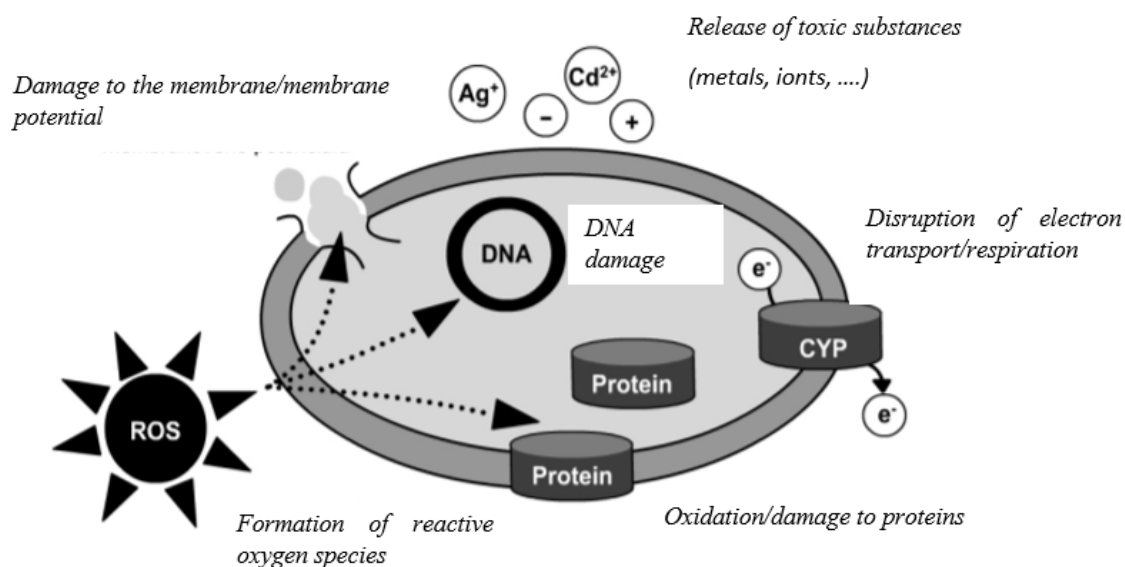 Release of toxic substances
(metals, ionts, ....)
Damage to the membrane/membrane
potential
Ag⁺
Cd²⁺
−
+
DNA
DNA
damage
Disruption of electron
transport/respiration
e⁻
CYP
e⁻
Protein
ROS
Protein
Formation of reactive
oxygen species
Oxidation/damage to proteins